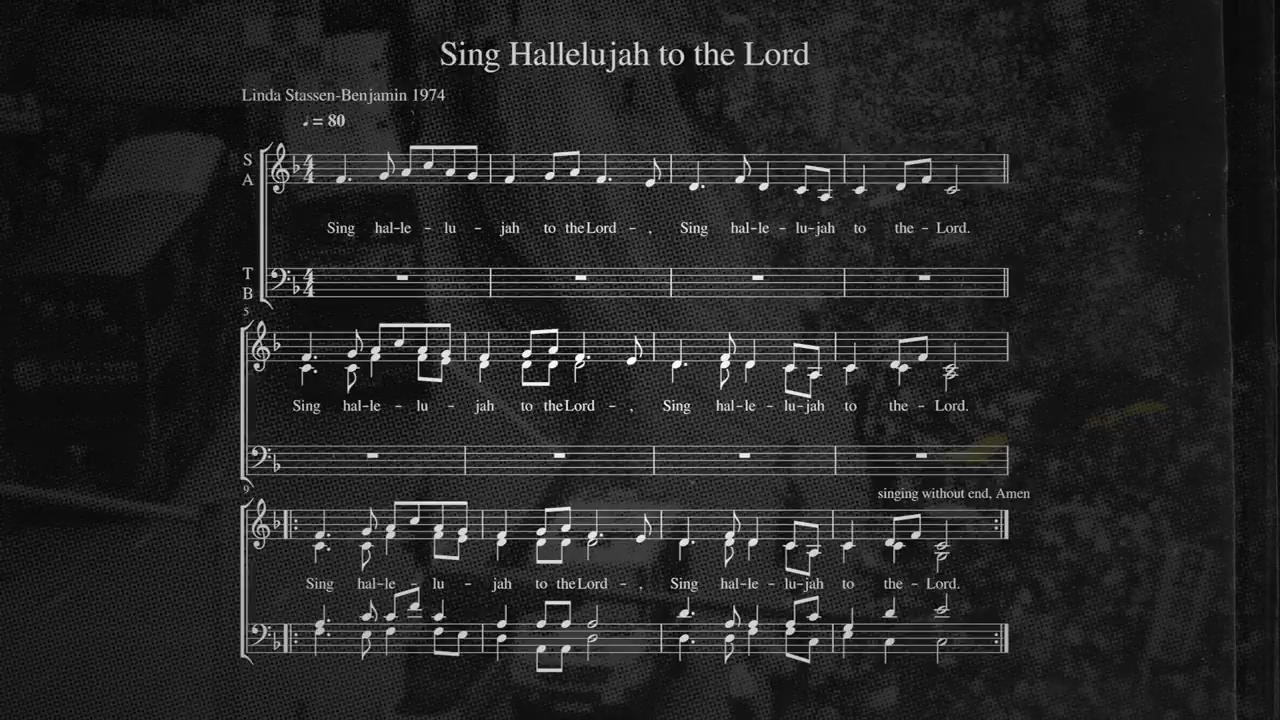 Sing Hallelujah to the Lord
Linda Stassen-Benjamin 1974
♩ = 80
S
A
Sing hal-le - lu - jah to the Lord - , Sing hal-le - lu-jah to the - Lord.
T
B
5
Sing hal-le - lu - jah to the Lord - , Sing hal-le - lu-jah to the - Lord.
9
singing without end, Amen
Sing hal-le - lu - jah to the Lord - , Sing hal-le - lu-jah to the - Lord.